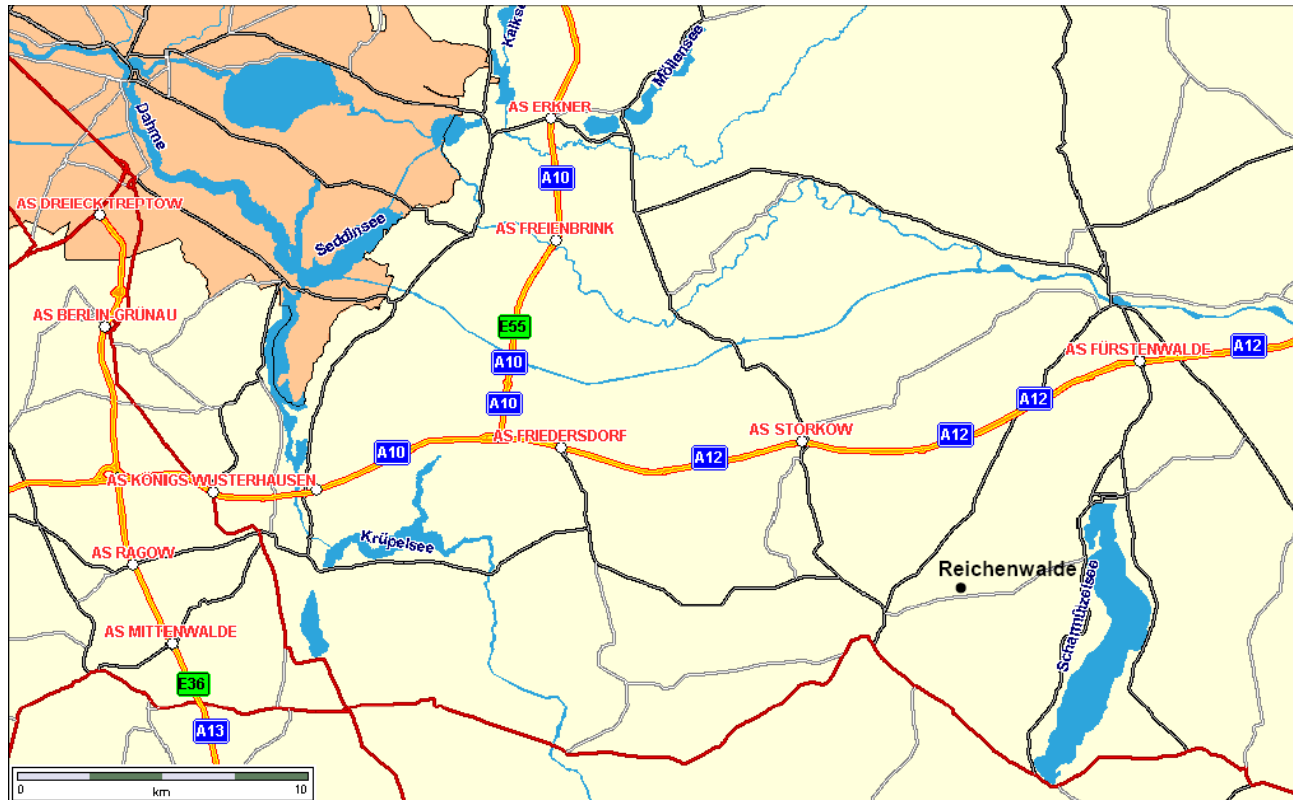 Kalkse
Möllensee
AS ERKNER
Dahme
A10
AS DREIECK TREPTOW
AS FREIENBRINK
Seddinsee
AS BERLIN GRÜNAU
E55
AS FÜRSTENWALDE
A12
A10
A12
A10
AS STORKOW
AS FRIEDERSDORF
A12
A10
A12
AS KÖNIGS WUSTERHAUSEN
Krüpelsee
AS RAGOW
Reichenwalde
Scharmützelsee
AS MITTENWALDE
E36
A13
0 10
km